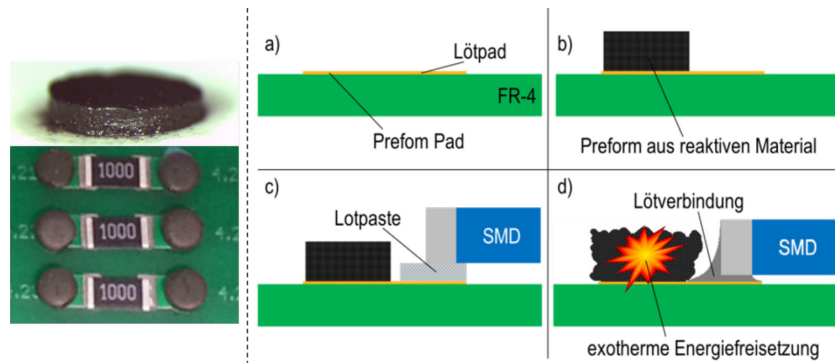 1000
1000
1000
a)
Lötpad
FR-4
Prefom Pad
b)
Preform aus reaktiven Material
c)
Lotpaste
SMD
d)
Lötverbindung
SMD
exotherme Energiefreisetzung